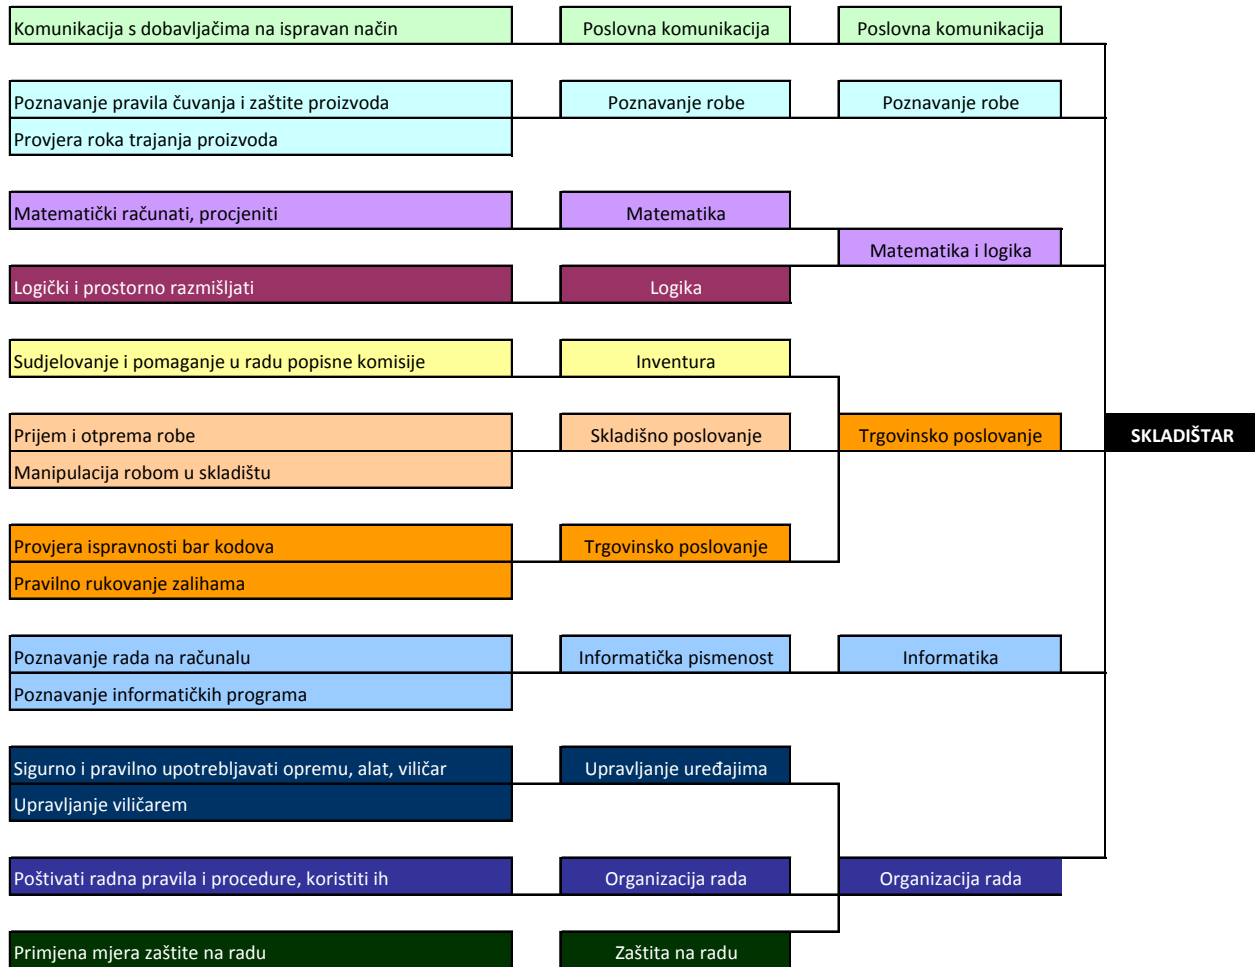 Komunikacija s dobavljačima na ispravan način
Poslovna komunikacija
Poslovna komunikacija
Poznavanje pravila čuvanja i zaštite proizvoda
Poznavanje robe
Poznavanje robe
Provjera roka trajanja proizvoda
Matematički računati, procjeniti
Matematika
Matematika i logika
Logički i prostorno razmišljati
Logika
Sudjelovanje i pomaganje u radu popisne komisije
Inventura
Prijem i otprema robe
Skladišno poslovanje
Trgovinsko poslovanje
SKLADIŠTAR
Manipulacija robom u skladištu
Provjera ispravnosti bar kodova
Trgovinsko poslovanje
Pravilno rukovanje zalihama
Poznavanje rada na računalu
Informatička pismenost
Informatika
Poznavanje informatičkih programa
Sigurno i pravilno upotrebljavati opremu, alat, viličar
Upravljanje uređajima
Upravljanje viličarem
Poštivati radna pravila i procedure, koristiti ih
Organizacija rada
Organizacija rada
Primjena mjera zaštite na radu
Zaštita na radu